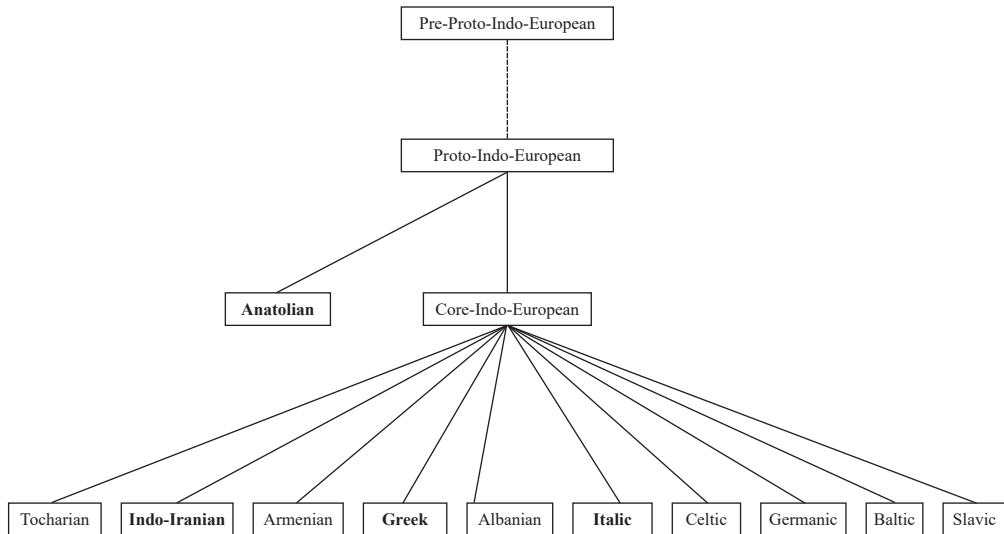 Pre-Proto-Indo-European
Proto-Indo-European
Anatolian
Core-Indo-European
Tocharian
Indo-Iranian
Armenian
Greek
Albanian
Italic
Celtic
Germanic
Baltic
Slavic